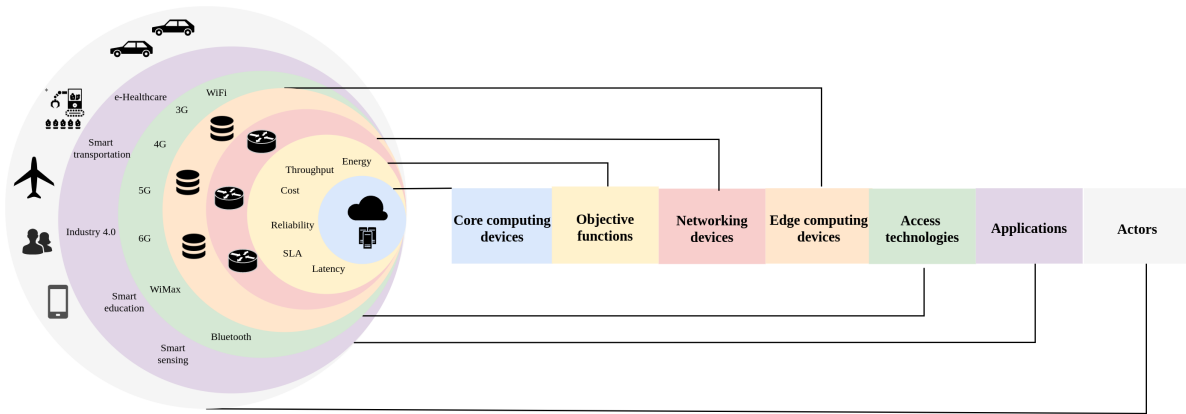 WiFi
e-Healthcare
3G
Smart
transportation
4G
5G
Industry 4.0
6G
WiMax
Smart
education
Bluetooth
Smart
sensing
Energy
Throughput
Cost
Reliability
SLA
Latency
Core computing
devices
Objective
functions
Networking
devices
Edge computing
devices
Access
technologies
Applications
Actors